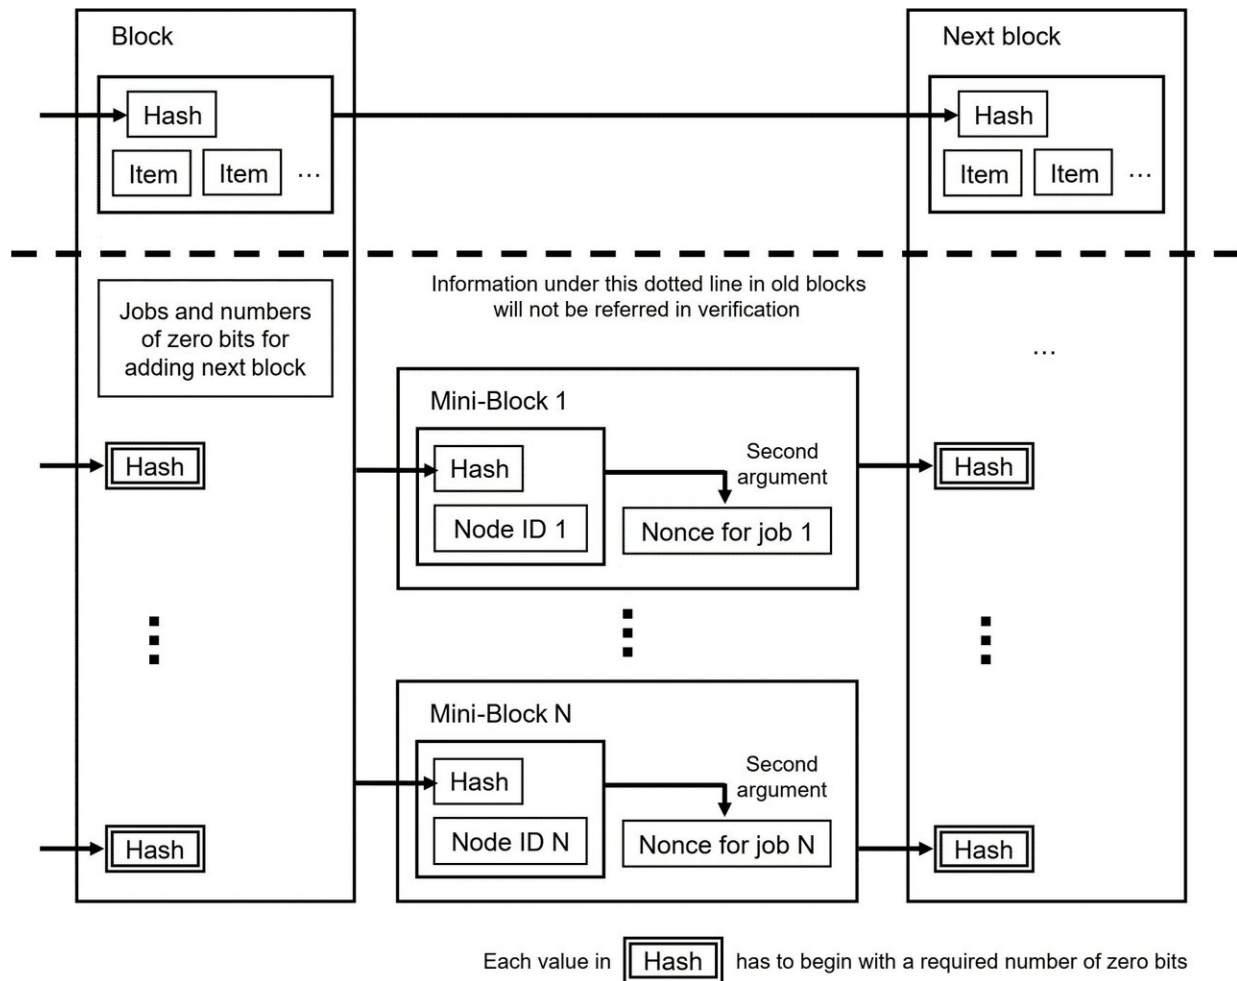 Block
Next block
Hash
Hash
Item
Item
…
Item
Item
…
Information under this dotted line in old blocks
will not be referred in verification
Jobs and numbers
of zero bits for
adding next block
…
Mini-Block 1
Hash
Hash
Second
argument
Hash
Node ID 1
Nonce for job 1
Mini-Block N
Hash
Second
argument
Node ID N
Nonce for job N
Hash
Hash
Each value in Hash has to begin with a required number of zero bits